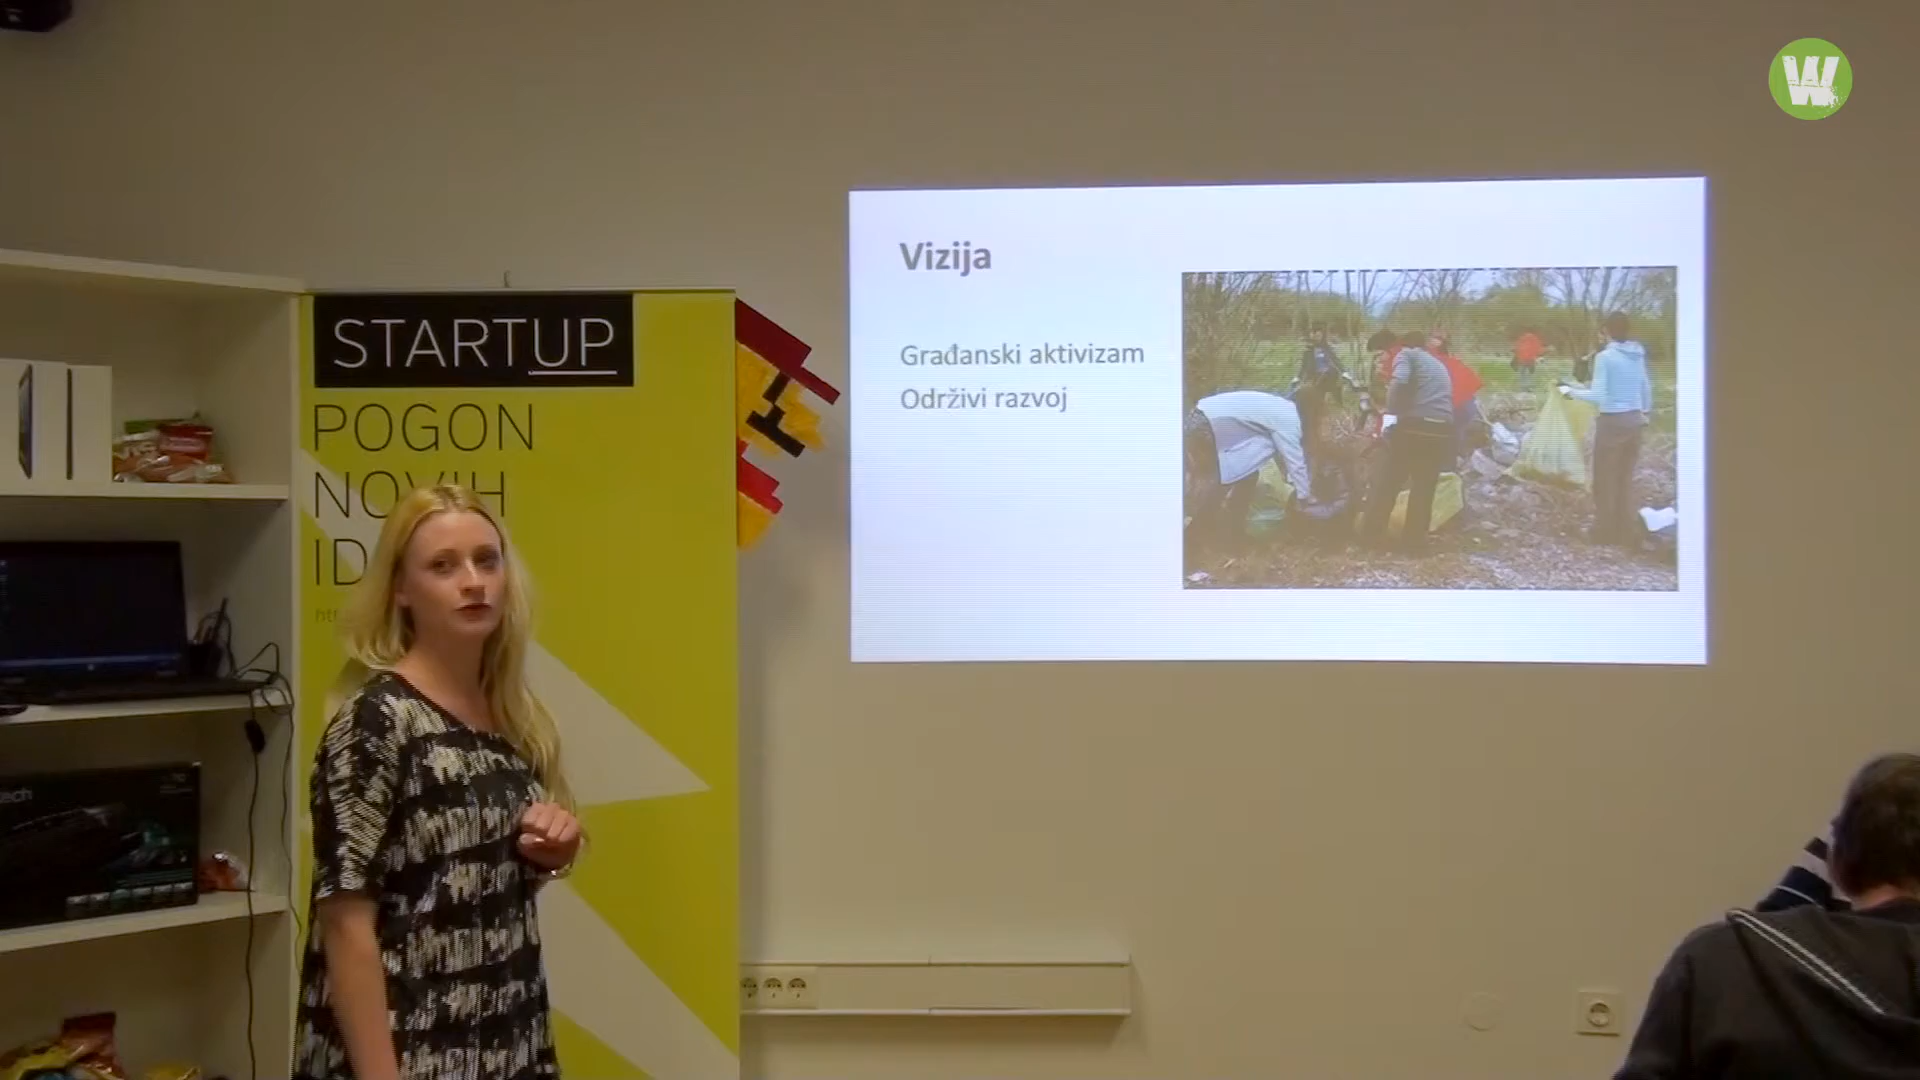 W
Vizija
Građanski aktivizam
Održivi razvoj
STARTUP
POGON
NOVIH